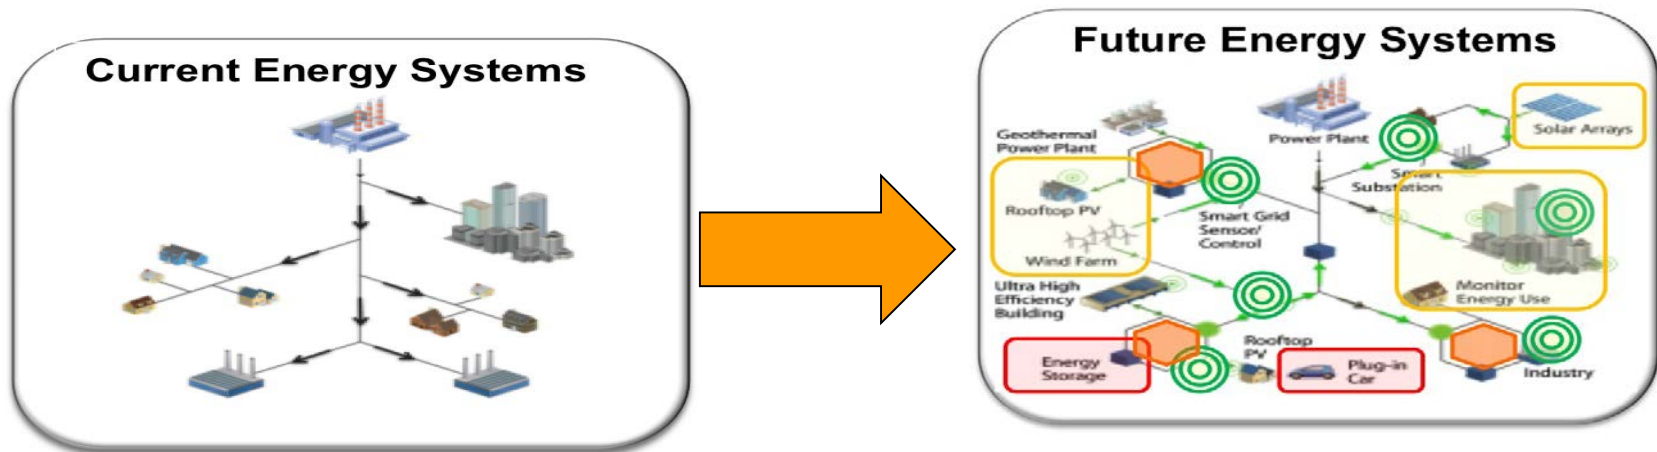 Current Energy Systems
Future Energy Systems
Geothermal
Power Plant
Power Plant
Solar Arrays
Smart
Substation
Rooftop PV
Smart Grid
Sensor/
Control
Wind Farm
Ultra High
Efficiency
Building
Monitor
Energy Use
Energy
Storage
Rooftop
PV
Plug-in
Car
Industry